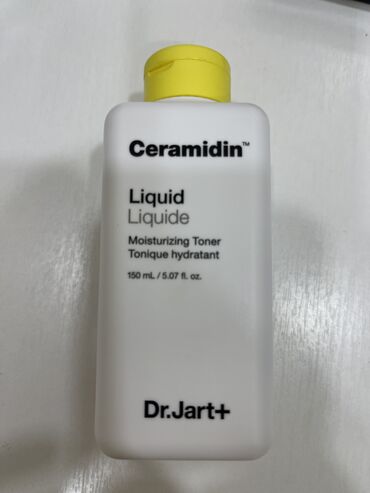 Ceramidin™
Liquid
Liquide
Moisturizing Toner
Tonique hydratant
150 mL / 5.07 fl. oz.
Dr.Jart+